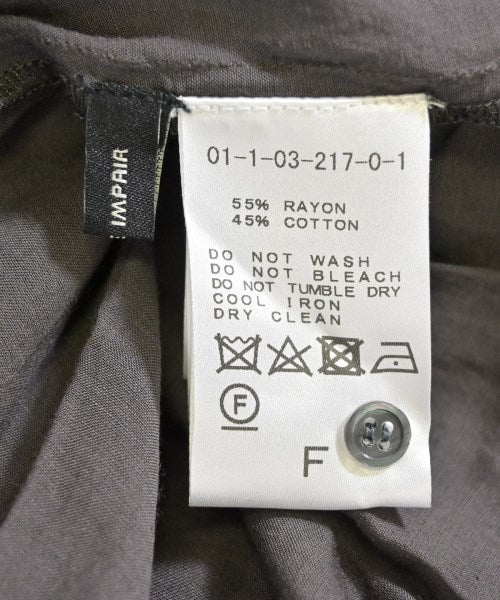 IMPAIR
01-1-03-217-0-1
55% RAYON
45% COTTON
DO NOT WASH
DO NOT BLEACH
DO NOT TUMBLE DRY
COOL IRON
DRY CLEAN
F
F